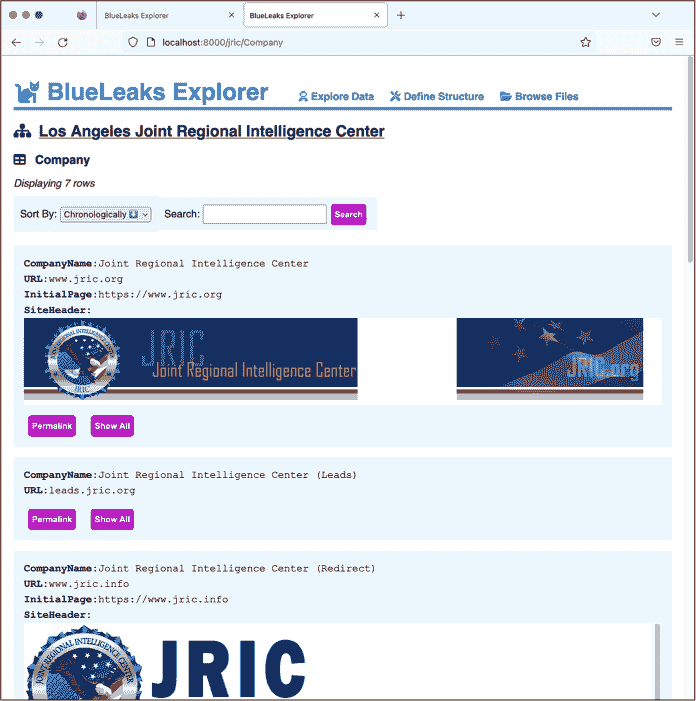 BlueLeaks Explorer
BlueLeaks Explorer
localhost:8000/jric/Company
BlueLeaks Explorer
Explore Data
Define Structure
Browse Files
Los Angeles Joint Regional Intelligence Center
Company
Displaying 7 rows
Sort By: Chronologically Search: Search
CompanyName:Joint Regional Intelligence Center
URL:www.jric.org
InitialPage:https://www.jric.org
SiteHeader:
JRIC
Joint Regional Intelligence Center
JRIC.org
JOINT REGIONAL INTELLIGENCE CENTER
JRIC
Permalink Show All
CompanyName:Joint Regional Intelligence Center (Leads)
URL:leads.jric.org
Permalink Show All
CompanyName:Joint Regional Intelligence Center (Redirect)
URL:www.jric.info
InitialPage:https://www.jric.info
SiteHeader:
JOINT REGIONAL INTELLIGENCE CENTER
JRIC